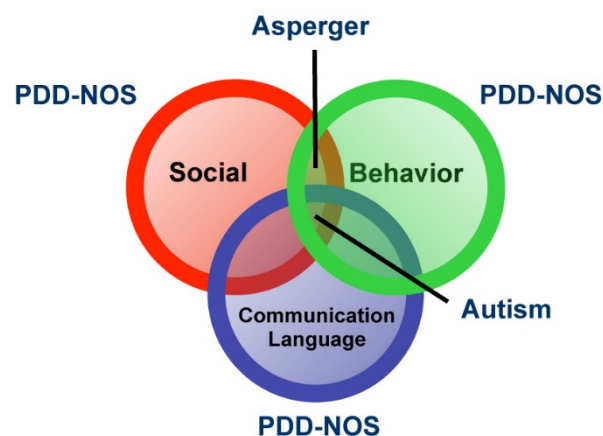 Asperger
PDD-NOS
PDD-NOS
Social
Behavior
Communication
Language
Autism
PDD-NOS